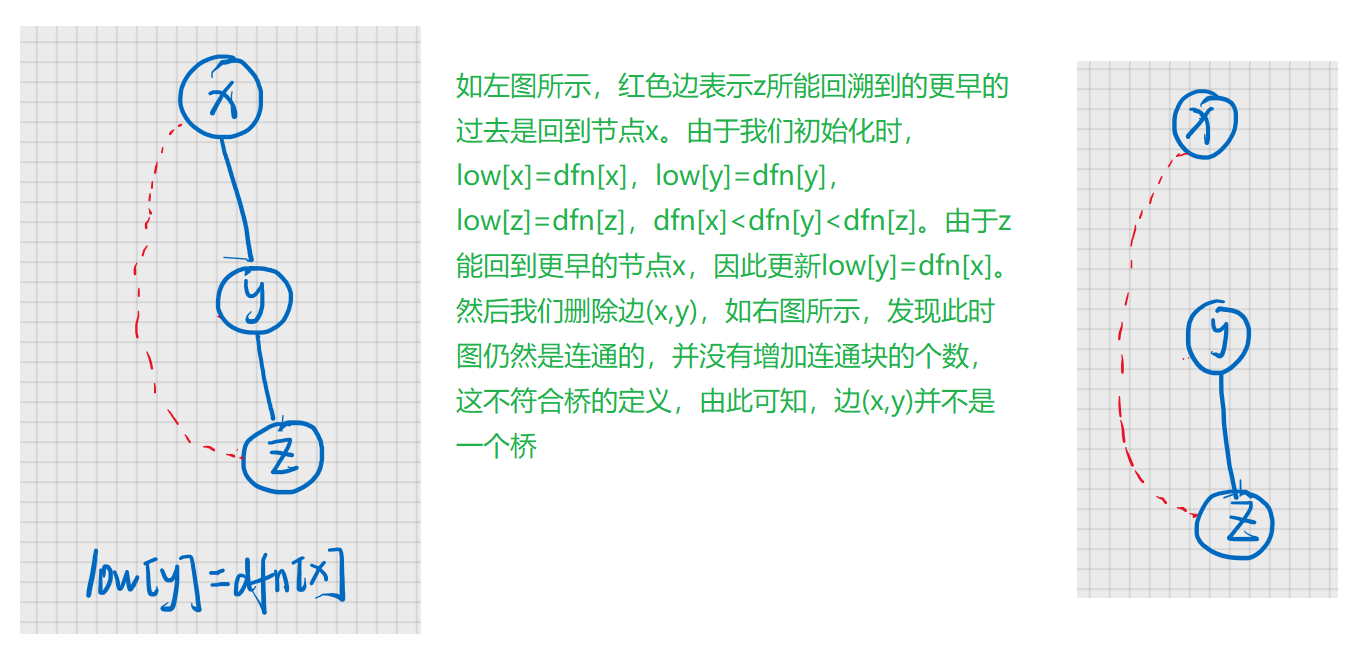 x
y
z
low[y]=dfn[x]
如左图所示，红色边表示z所能回溯到的更早的
过去是回到节点x。由于我们初始化时，
low[x]=dfn[x]，low[y]=dfn[y]，
low[z]=dfn[z]，dfn[x]<dfn[y]<dfn[z]。由于z
能回到更早的节点x，因此更新low[y]=dfn[x]。
然后我们删除边(x,y)，如右图所示，发现此时
图仍然是连通的，并没有增加连通块的个数，
这不符合桥的定义，由此可知，边(x,y)并不是
一个桥
x
y
z